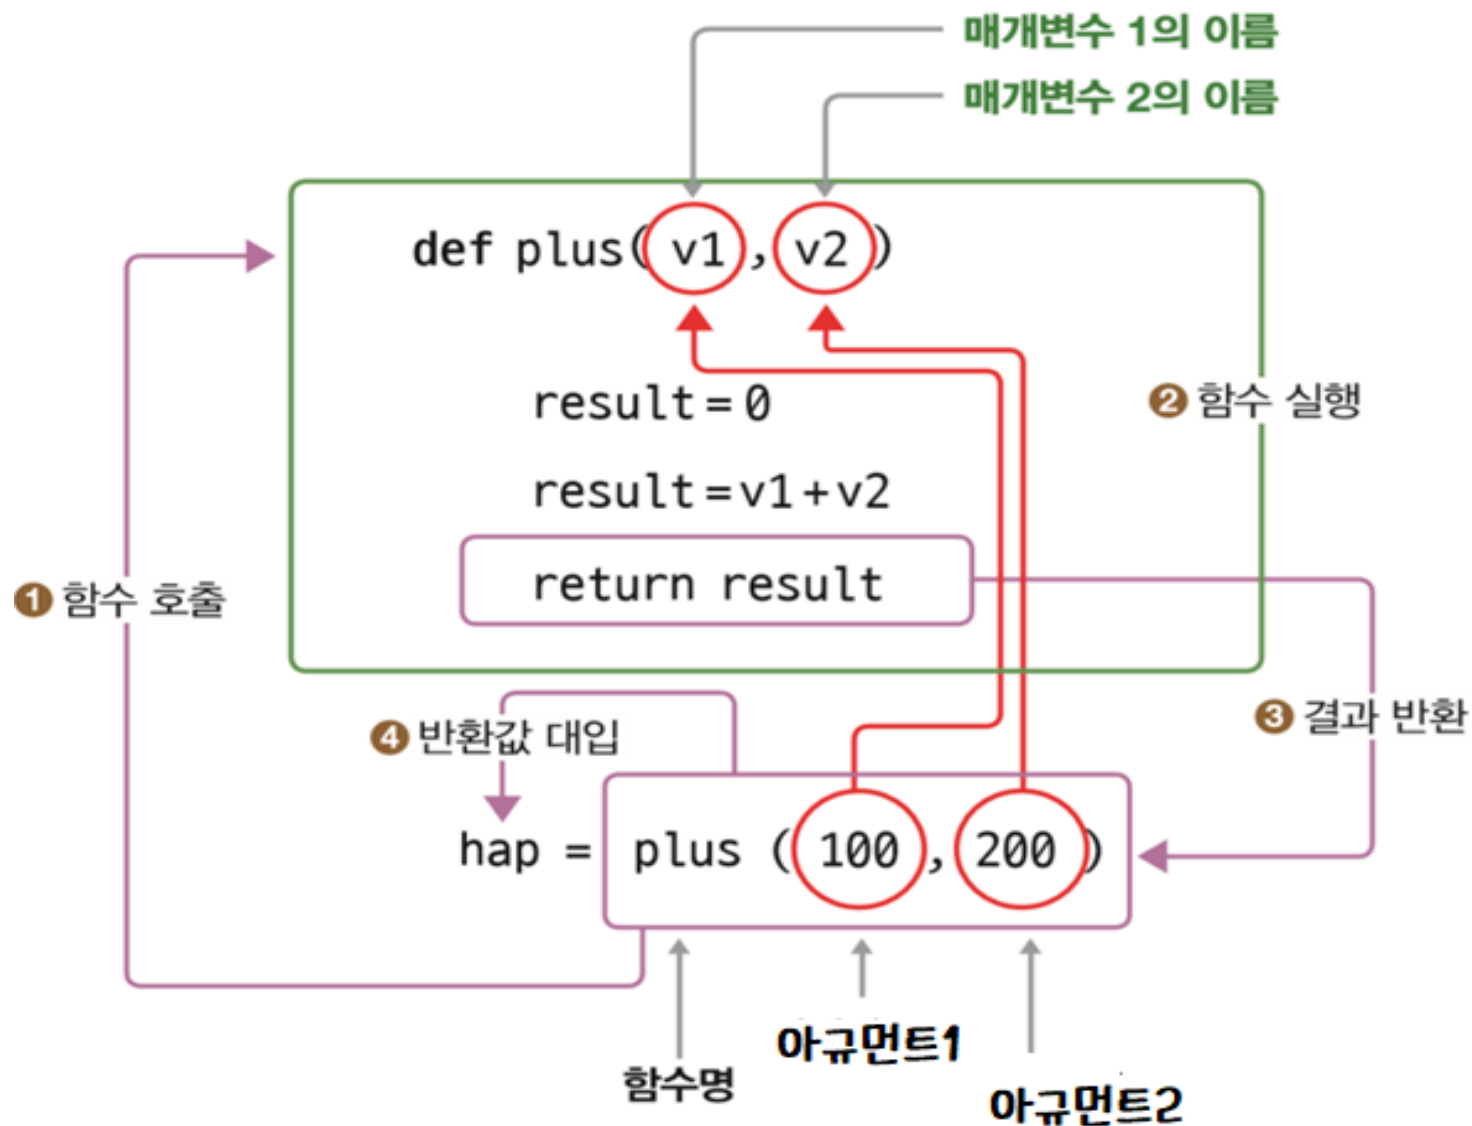 매개변수 1의 이름
매개변수 2의 이름
def plus(v1,v2)
result=0
❷ 함수 실행
result=v1+v2
return result
❶ 함수 호출
❸ 결과 반환
❹ 반환값 대입
hap = plus (100,200)
아규먼트1
함수명
아규먼트2